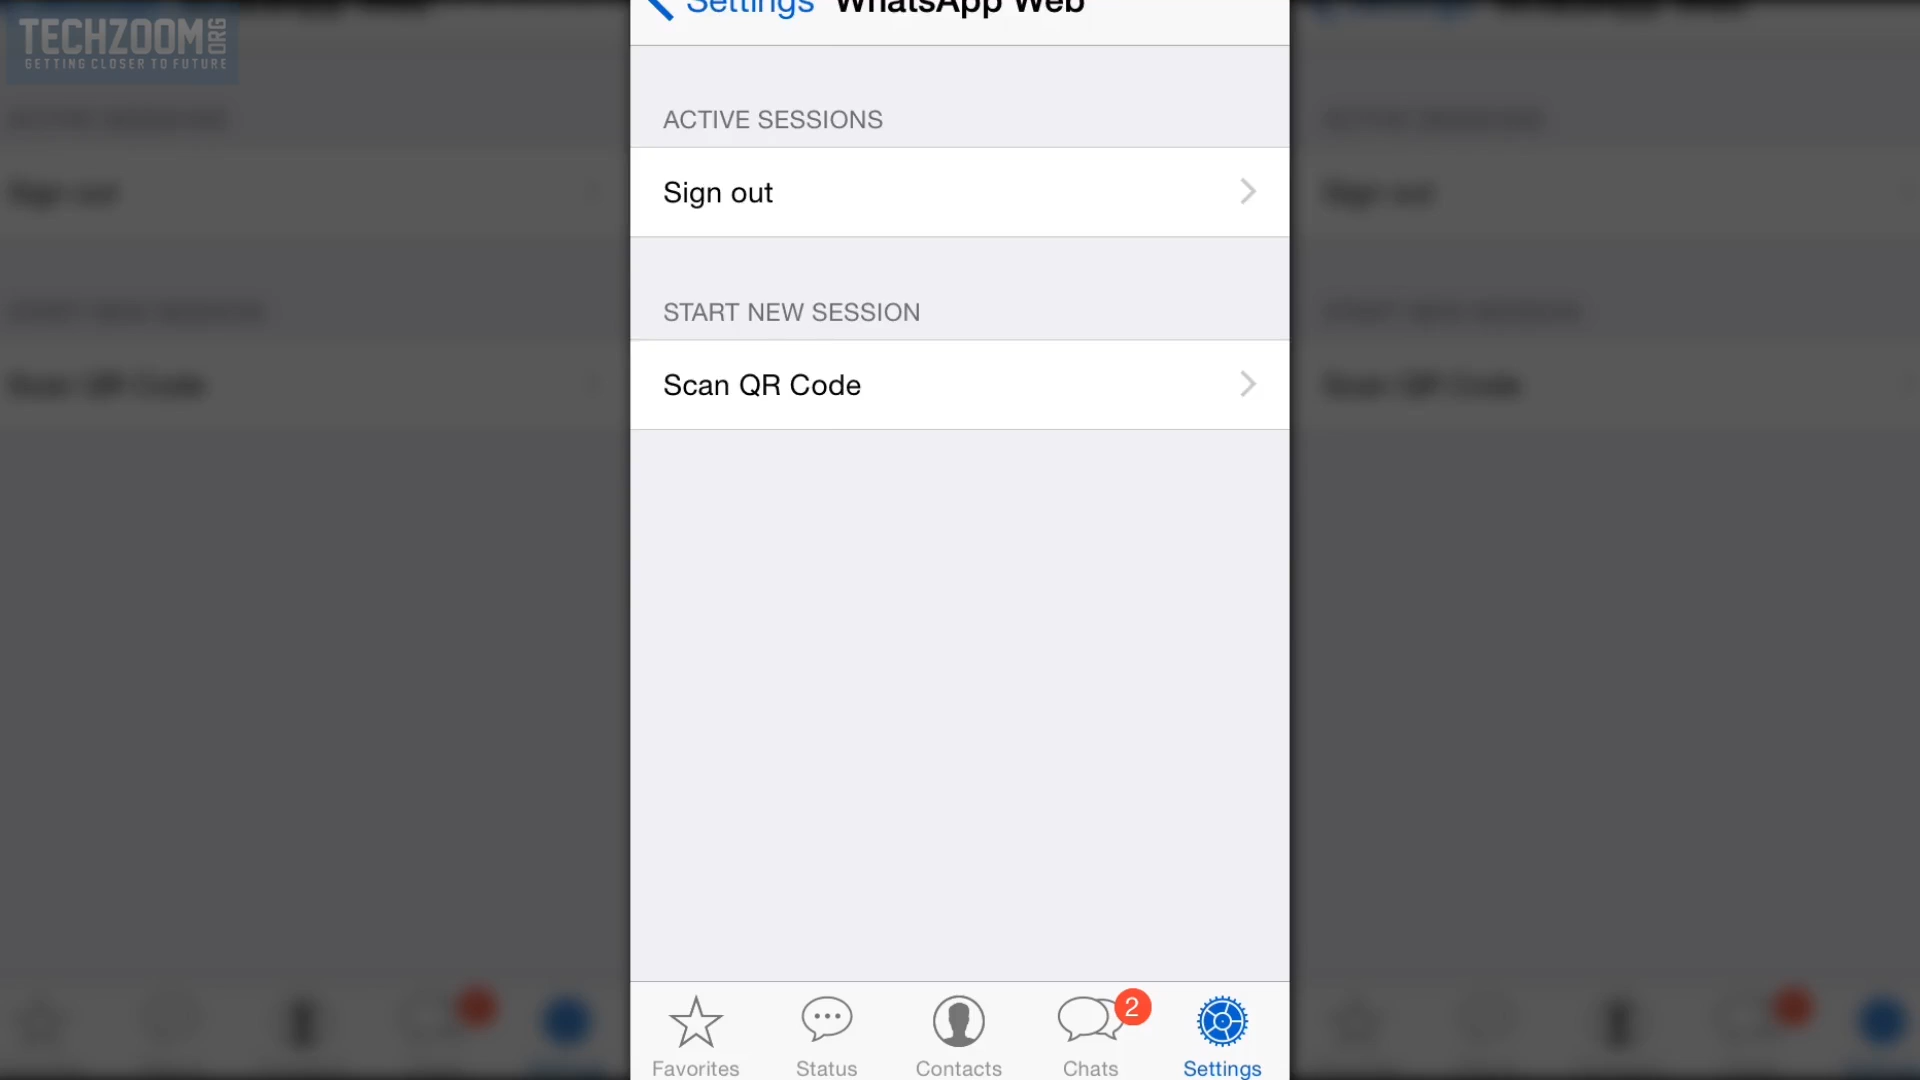 TECHZOOM.ORG
GETTING CLOSER TO FUTURE
Settings WhatsApp Web
ACTIVE SESSIONS
Sign out
START NEW SESSION
Scan QR Code
2
Favorites Status Contacts Chats Settings